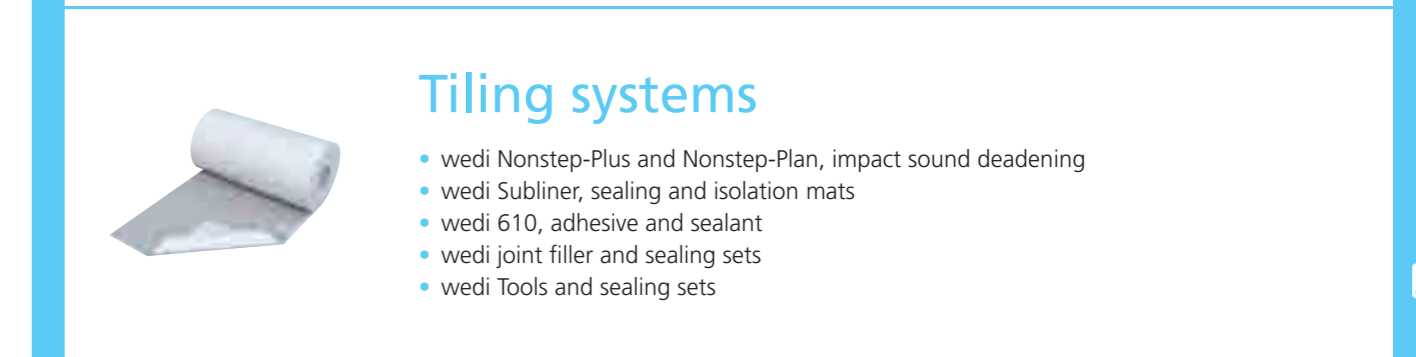 Tiling systems
• wedi Nonstep-Plus and Nonstep-Plan, impact sound deadening
• wedi Subliner, sealing and isolation mats
• wedi 610, adhesive and sealant
• wedi joint filler and sealing sets
• wedi Tools and sealing sets